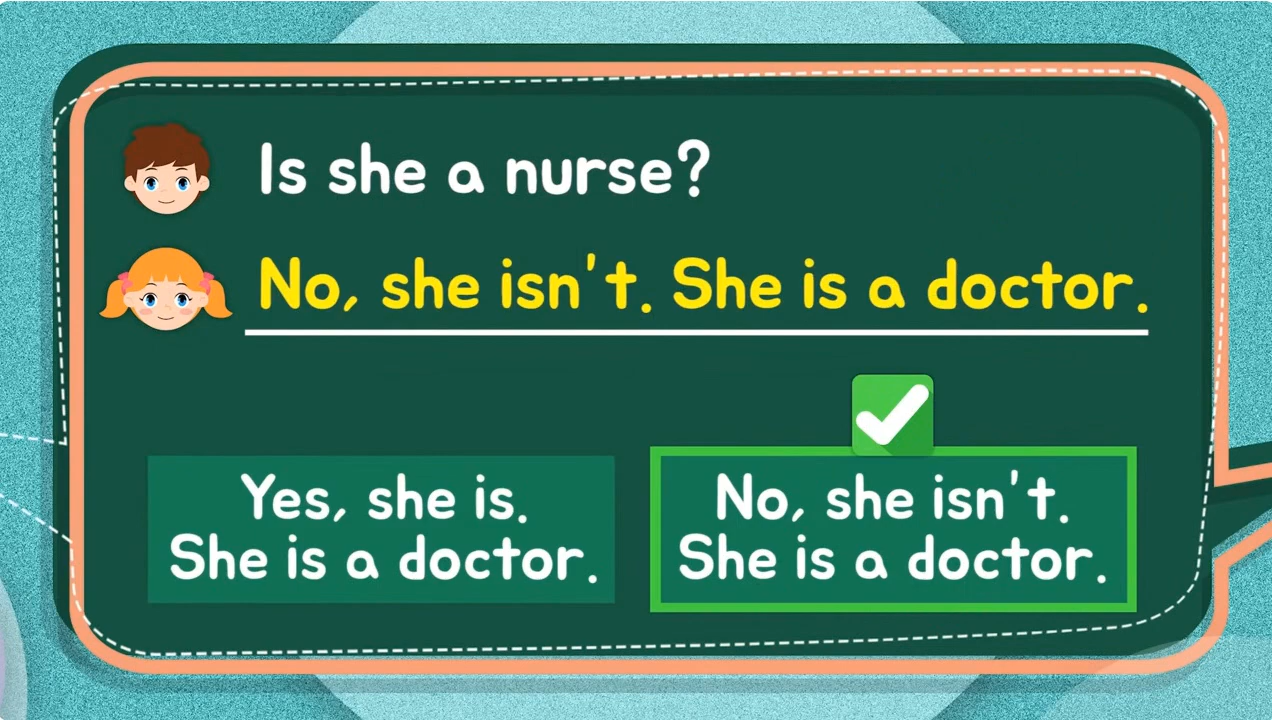 Is she a nurse?
No, she isn't. She is a doctor.
Yes, she is.
She is a doctor.
No, she isn't.
She is a doctor.